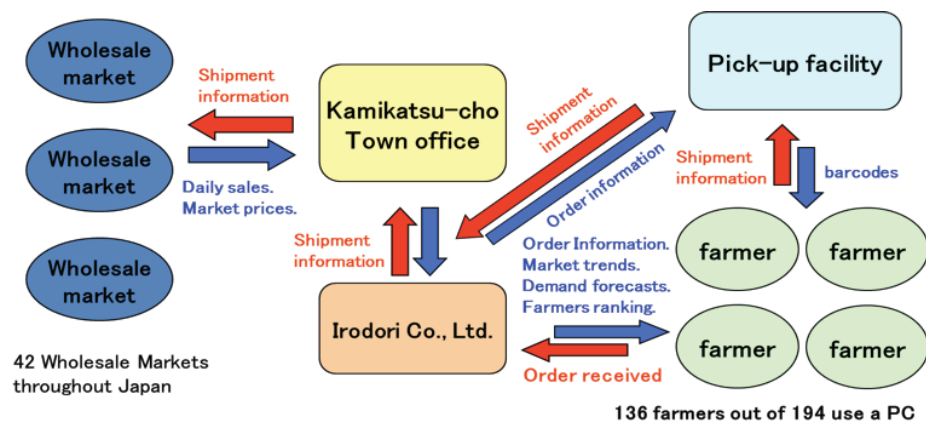 Wholesale
market
Shipment
information
Wholesale
market
Daily sales.
Market prices.
Wholesale
market
42 Wholesale Markets
throughout Japan
Kamikatsu-cho
Town office
Shipment
information
Irodori Co., Ltd.
Shipment
information
Order information
Pick-up facility
Shipment
information
barcodes
Order Information.
Market trends.
Demand forecasts.
Farmers ranking.
Order received
farmer
farmer
farmer
farmer
136 farmers out of 194 use a PC